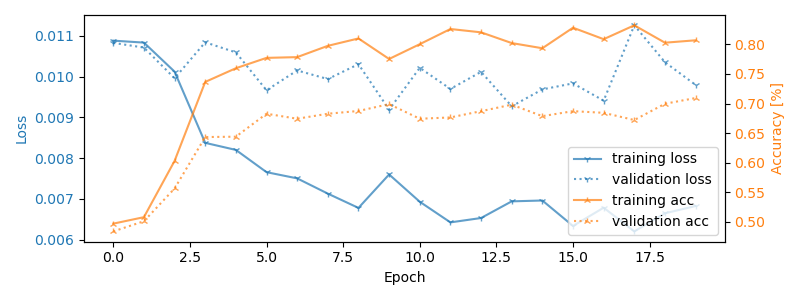 0.011
0.010
0.009
0.008
0.007
0.006
Loss
0.80
0.75
0.70
0.65
0.60
0.55
0.50
Accuracy [%]
training loss
validation loss
training acc
validation acc
0.0 2.5 5.0 7.5 10.0 12.5 15.0 17.5
Epoch